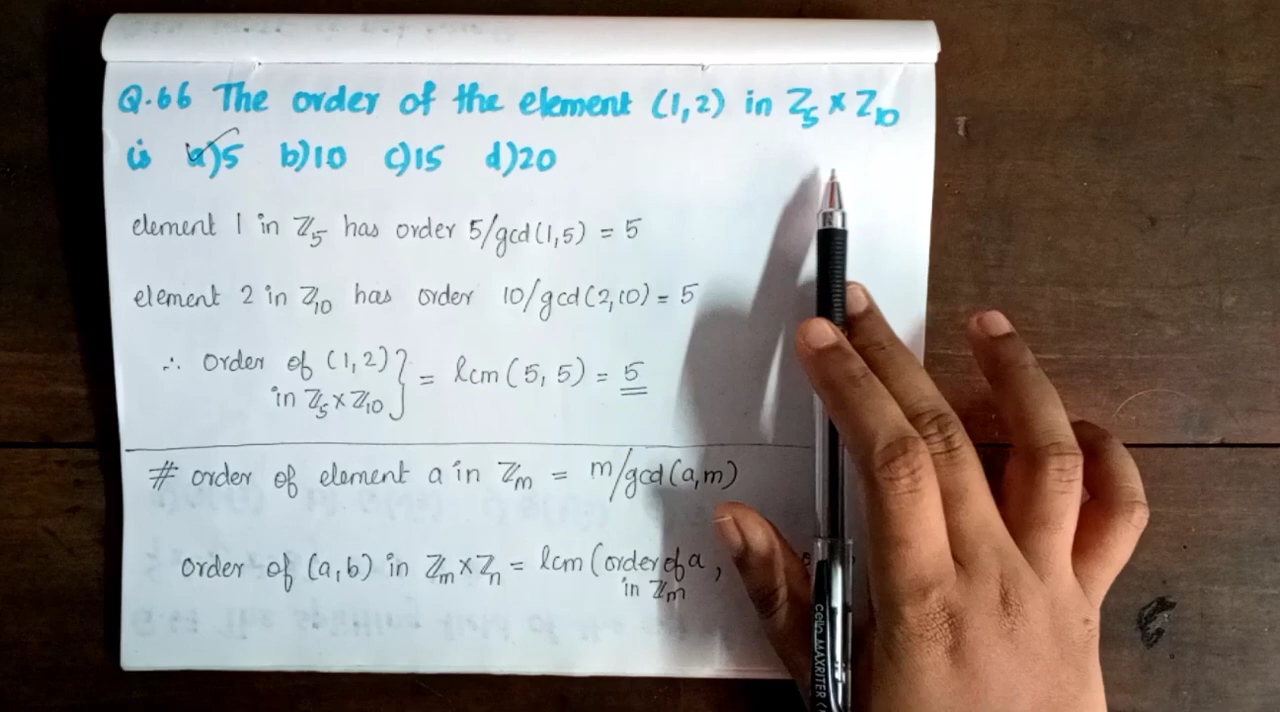 Q.66 The order of the element (1,2) in Z₅ × Z₁₀
is a)5 b)10 c)15 d)20
element 1 in ℤ₅ has order 5/gcd(1,5) = 5
element 2 in ℤ₁₀ has order 10/gcd(2,10) = 5
∴ order of (1,2)
in ℤ₅×ℤ₁₀ } = lcm(5,5) = 5
# order of element a in ℤₘ = m/gcd(a,m)
order of (a,b) in ℤₘ×ℤₙ = lcm(order of a,
in ℤₘ
cello MAXRITER